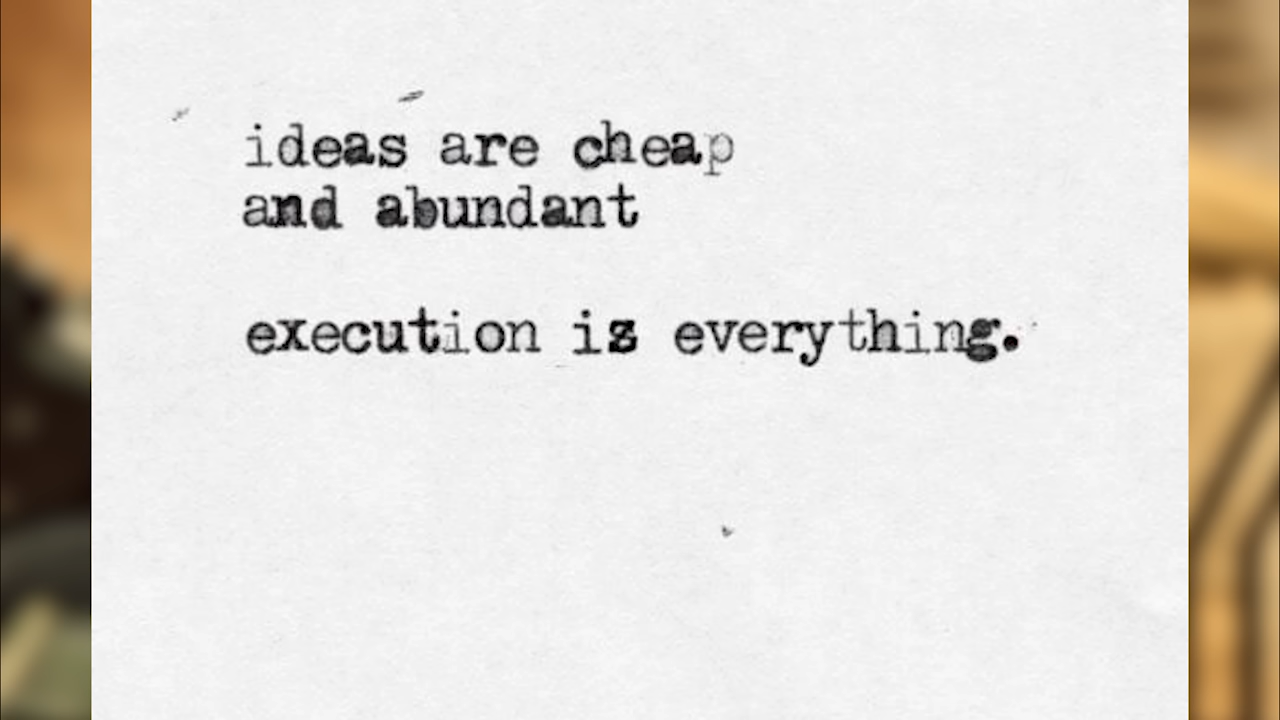 ideas are cheap
and abundant
execution is everything.